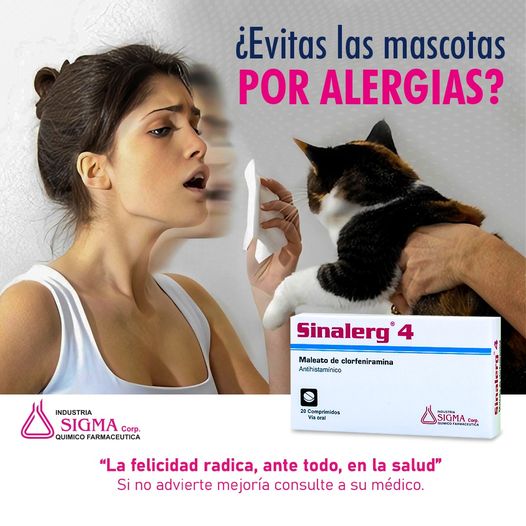 ¿Evitas las mascotas
POR ALERGIAS?
Sinalerg® 4
Maleato de clorfeniramina
Antihistamínico
20 Comprimidos
Vía oral
INDUSTRIA
SIGMA Corp.
QUIMICO FARMACEUTICA
INDUSTRIA
SIGMA Corp.
QUIMICO FARMACEUTICA
“La felicidad radica, ante todo, en la salud”
Si no advierte mejoría consulte a su médico.